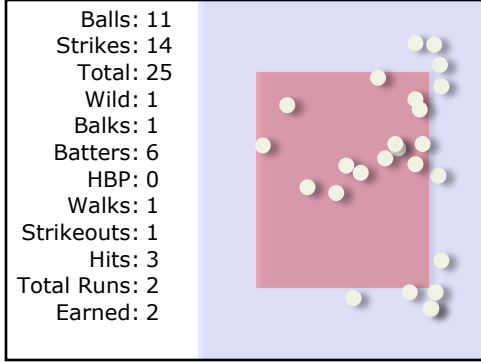 Balls: 11
Strikes: 14
Total: 25
Wild: 1
Balks: 1
Batters: 6
HBP: 0
Walks: 1
Strikeouts: 1
Hits: 3
Total Runs: 2
Earned: 2